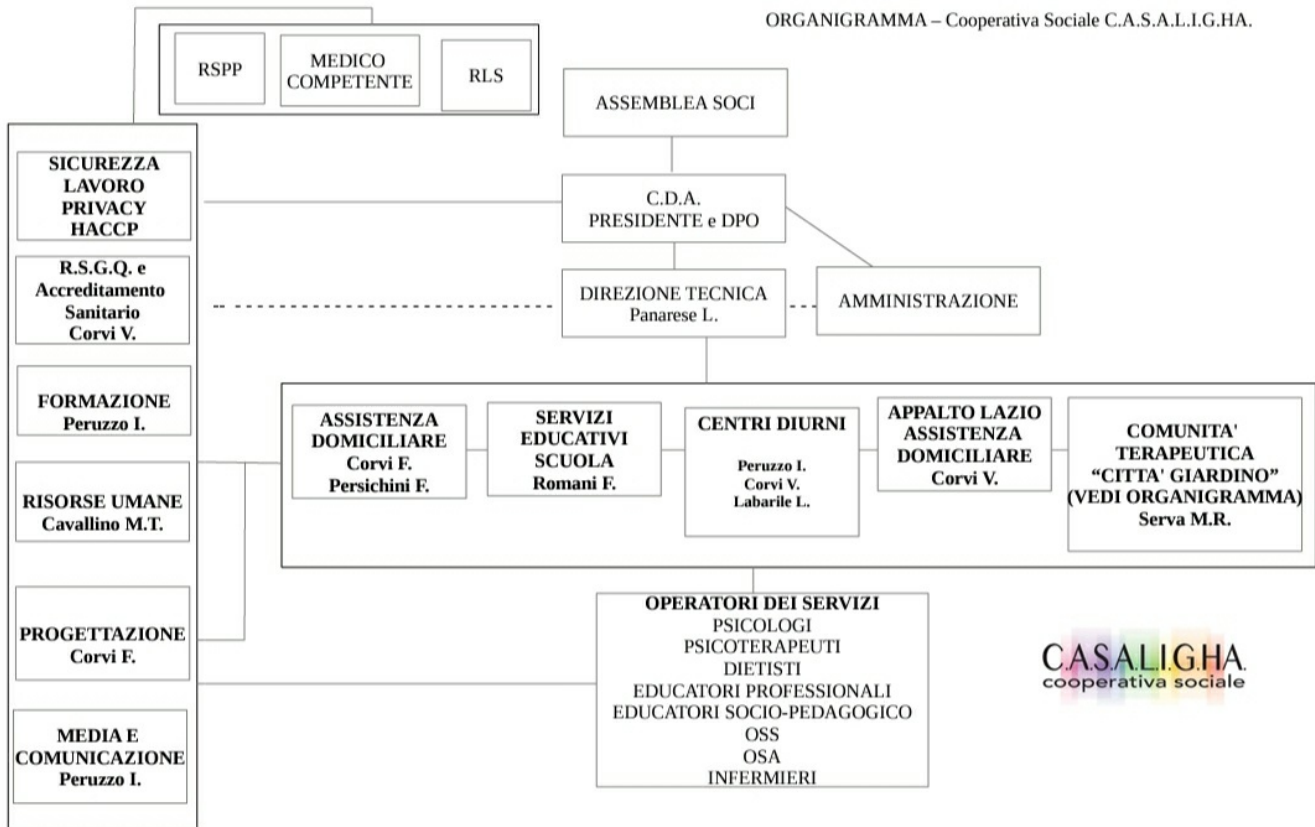 ORGANIGRAMMA – Cooperativa Sociale C.A.S.A.L.I.G.HA.
RSPP
MEDICO
COMPETENTE
RLS
ASSEMBLEA SOCI
SICUREZZA
LAVORO
PRIVACY
HACCP
C.D.A.
PRESIDENTE e DPO
R.S.G.Q. e
Accreditamento
Sanitario
Corvi V.
DIREZIONE TECNICA
Panarese L.
AMMINISTRAZIONE
FORMAZIONE
Peruzzo I.
RISORSE UMANE
Cavallino M.T.
PROGETTAZIONE
Corvi F.
MEDIA E
COMUNICAZIONE
Peruzzo I.
ASSISTENZA
DOMICILIARE
Corvi F.
Persichini F.
SERVIZI
EDUCATIVI
SCUOLA
Romani F.
CENTRI DIURNI
Peruzzo I.
Corvi V.
Labarile L.
APPALTO LAZIO
ASSISTENZA
DOMICILIARE
Corvi V.
COMUNITA'
TERAPEUTICA
“CITTA' GIARDINO”
(VEDI ORGANIGRAMMA)
Serva M.R.
OPERATORI DEI SERVIZI
PSICOLOGI
PSICOTERAPEUTI
DIETISTI
EDUCATORI PROFESSIONALI
EDUCATORI SOCIO-PEDAGOGICO
OSS
OSA
INFERMIERI
C.A.S.A.L.I.G.HA.
cooperativa sociale